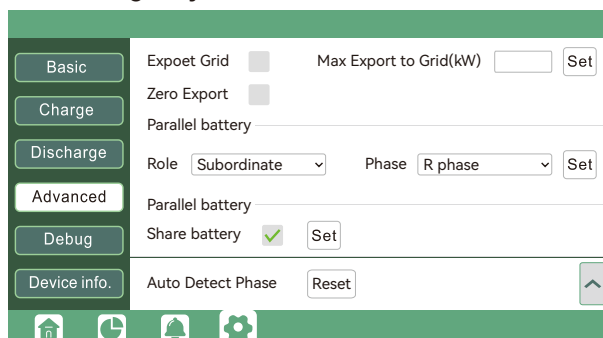 Basic
Charge
Discharge
Advanced
Debug
Device info.
Expoet Grid Max Export to Grid(kW) Set
Zero Export
Parallel battery
Role Subordinate Phase R phase Set
Parallel battery
Share battery Set
Auto Detect Phase Reset